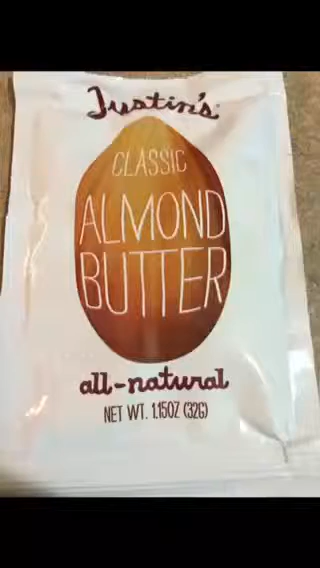 Justin's
CLASSIC
ALMOND
BUTTER
all-natural
NET WT. 1.15OZ (32G)